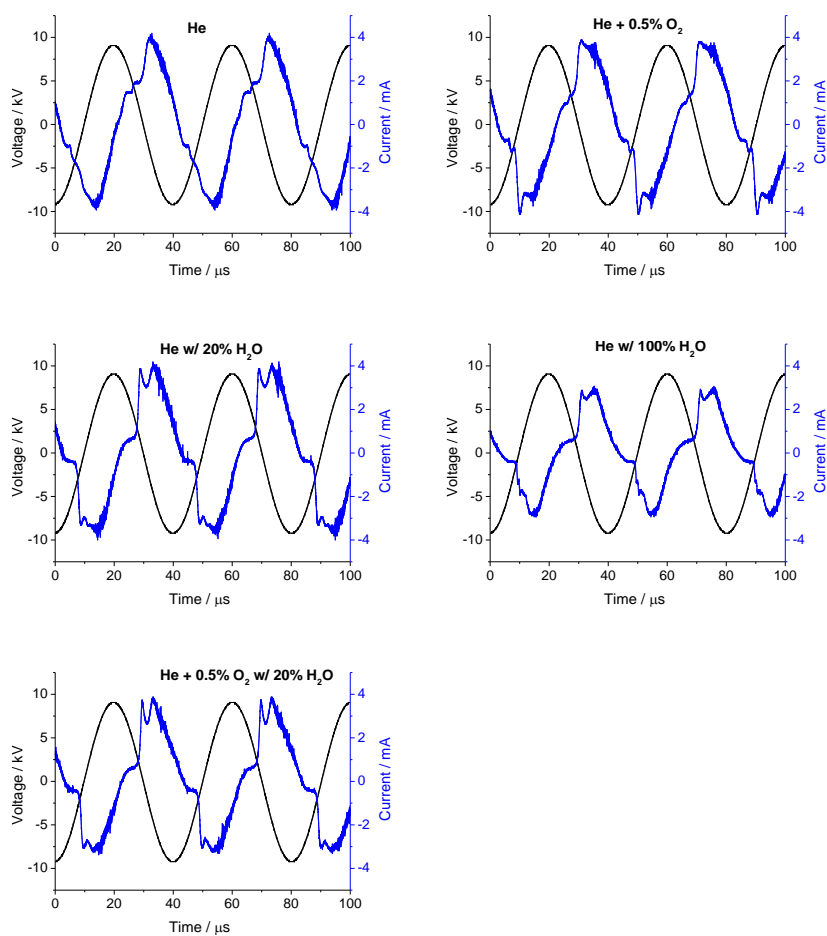 He
10
5
0
-5
-10
Voltage / kV
4
2
0
-2
-4
Current / mA
0 20 40 60 80 100
Time / μs
He + 0.5% O₂
10
5
0
-5
-10
Voltage / kV
4
2
0
-2
-4
Current / mA
0 20 40 60 80 100
Time / μs
He w/ 20% H₂O
10
5
0
-5
-10
Voltage / kV
4
2
0
-2
-4
Current / mA
0 20 40 60 80 100
Time / μs
He w/ 100% H₂O
10
5
0
-5
-10
Voltage / kV
4
2
0
-2
-4
Current / mA
0 20 40 60 80 100
Time / μs
He + 0.5% O₂ w/ 20% H₂O
10
5
0
-5
-10
Voltage / kV
4
2
0
-2
-4
Current / mA
0 20 40 60 80 100
Time / μs